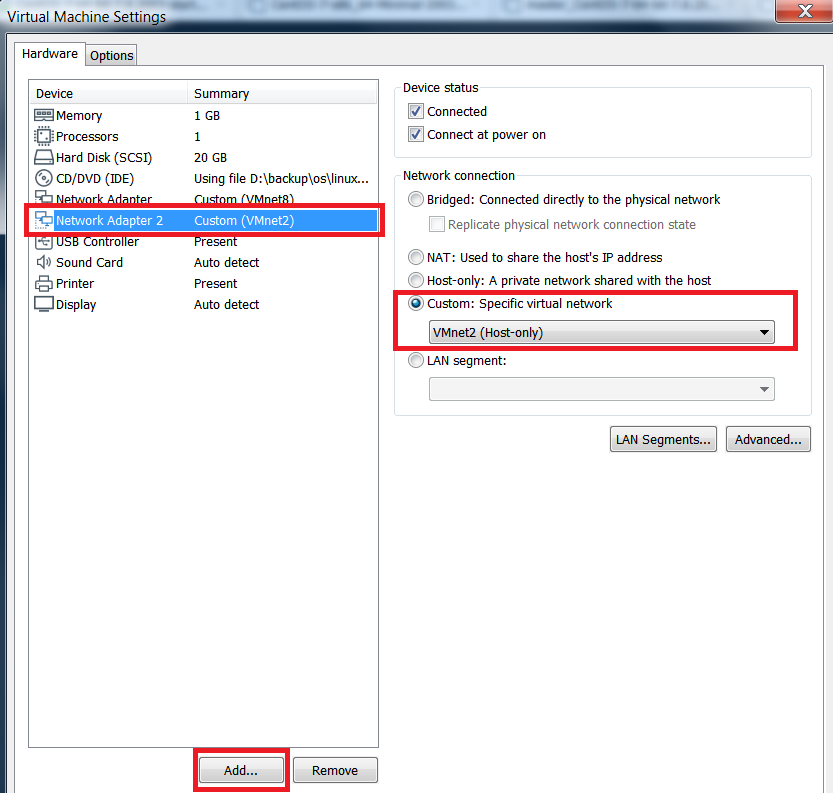 Virtual Machine Settings
Hardware
Options
Device Summary
Memory 1 GB
Processors 1
Hard Disk (SCSI) 20 GB
CD/DVD (IDE) Using file D:\backup\os\linux...
Network Adapter Custom (VMnet8)
Network Adapter 2 Custom (VMnet2)
USB Controller Present
Sound Card Auto detect
Printer Present
Display Auto detect
Add...
Remove
Device status
Connected
Connect at power on
Network connection
Bridged: Connected directly to the physical network
Replicate physical network connection state
NAT: Used to share the host's IP address
Host-only: A private network shared with the host
Custom: Specific virtual network
VMnet2 (Host-only)
LAN segment:
LAN Segments...
Advanced...